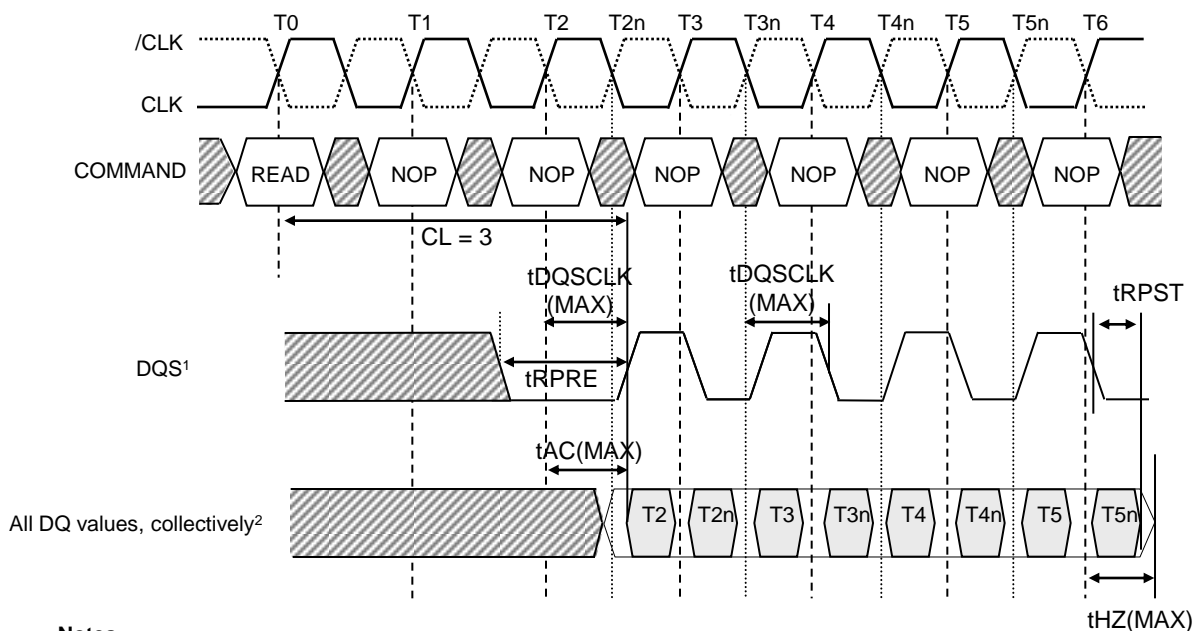 T0 T1 T2 T2n T3 T3n T4 T4n T5 T5n T6
/CLK
CLK
COMMAND READ NOP NOP NOP NOP NOP NOP
CL = 3
tDQSCLK (MAX)
tDQSCLK (MAX)
tRPST
DQS¹
tRPRE
tAC(MAX)
All DQ values, collectively² T2 T2n T3 T3n T4 T4n T5 T5n
tHZ(MAX)